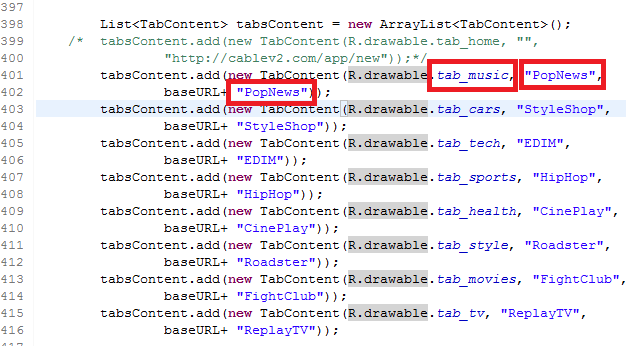 397
398 List<TabContent> tabsContent = new ArrayList<TabContent>();
399 /* tabsContent.add(new TabContent(R.drawable.tab_home, "",
400 "http://cablev2.com/app/new"));*/
401 tabsContent.add(new TabContent(R.drawable.tab_music, "PopNews",
402 baseURL+ "PopNews"));
403 tabsContent.add(new TabContent(R.drawable.tab_cars, "StyleShop",
404 baseURL+ "StyleShop"));
405 tabsContent.add(new TabContent(R.drawable.tab_tech, "EDIM",
406 baseURL+ "EDIM"));
407 tabsContent.add(new TabContent(R.drawable.tab_sports, "HipHop",
408 baseURL+ "HipHop"));
409 tabsContent.add(new TabContent(R.drawable.tab_health, "CinePlay",
410 baseURL+ "CinePlay"));
411 tabsContent.add(new TabContent(R.drawable.tab_style, "Roadster",
412 baseURL+ "Roadster"));
413 tabsContent.add(new TabContent(R.drawable.tab_movies, "FightClub",
414 baseURL+ "FightClub"));
415 tabsContent.add(new TabContent(R.drawable.tab_tv, "ReplayTV",
416 baseURL+ "ReplayTV"));
417